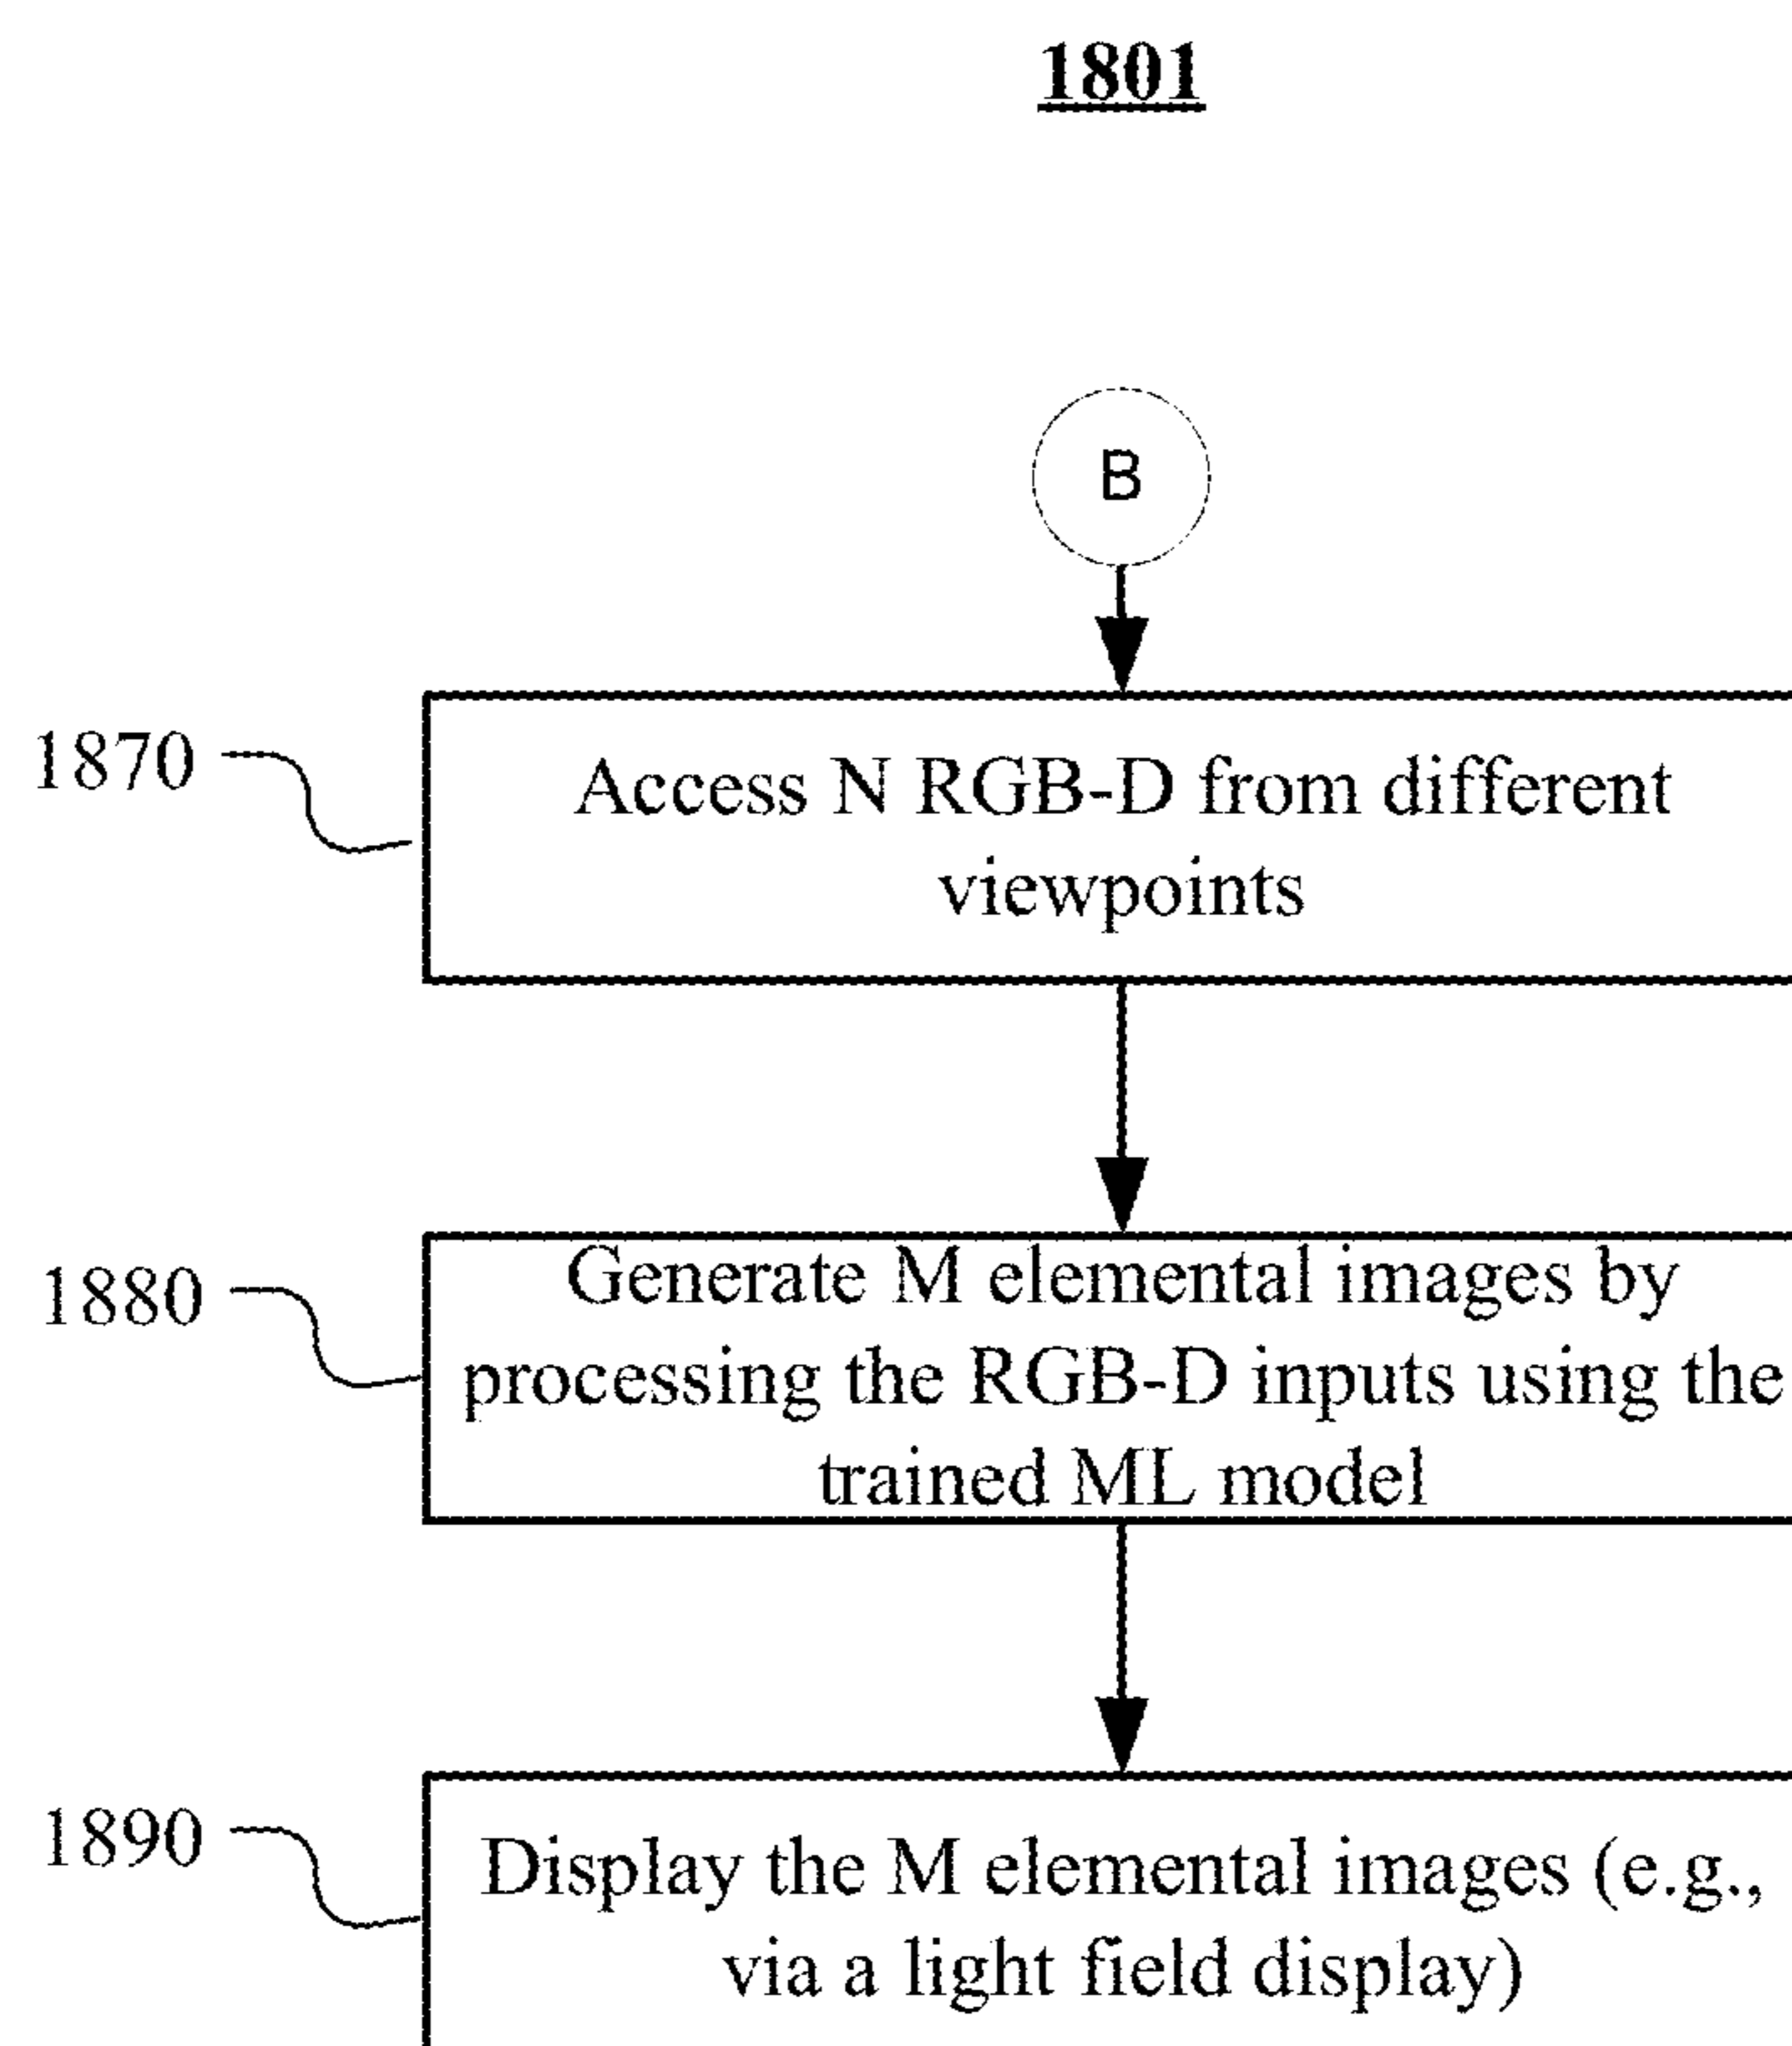 1801
B
1870
Access N RGB-D from different
viewpoints
1880
Generate M elemental images by
processing the RGB-D inputs using the
trained ML model
1890
Display the M elemental images (e.g.,
via a light field display)